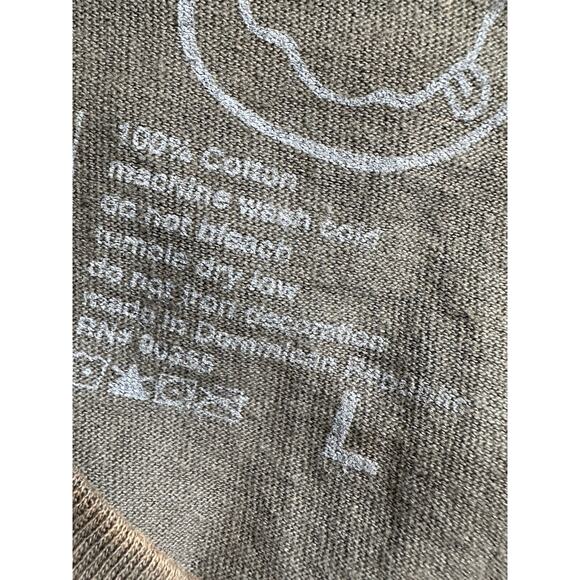 100% Cotton
machine wash cold
do not bleach
tumble dry low
do not iron decoration
made in Dominican Republic
L